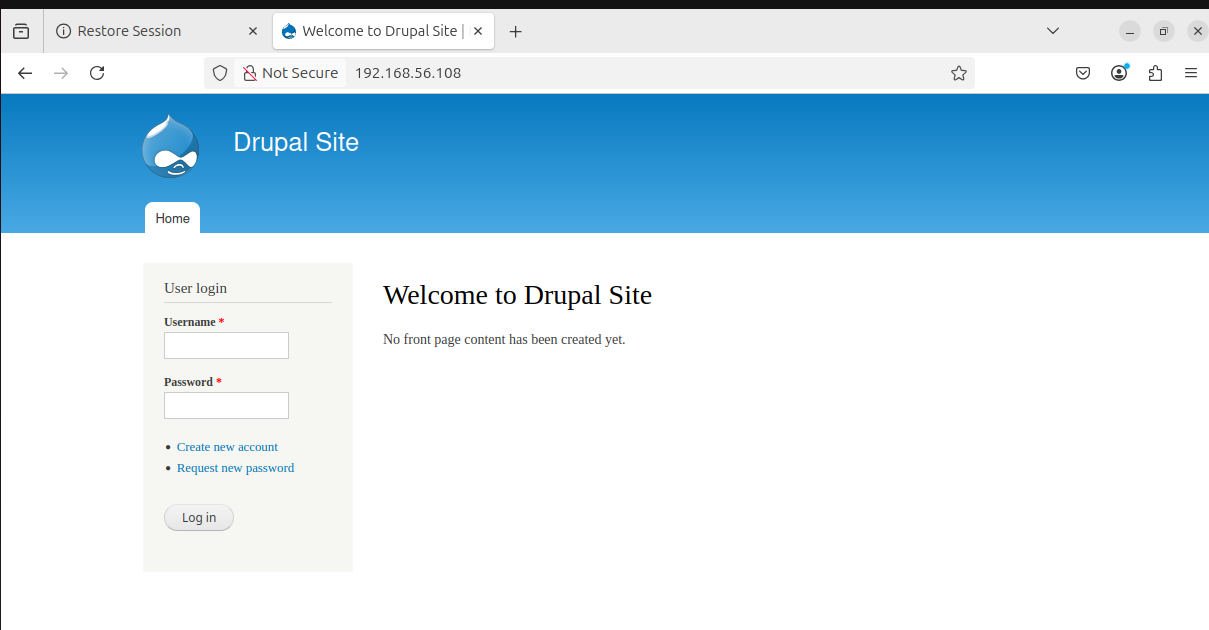 Restore Session
Welcome to Drupal Site |
Not Secure 192.168.56.108
Drupal Site
Home
User login
Username *
Password *
Create new account
Request new password
Log in
Welcome to Drupal Site
No front page content has been created yet.